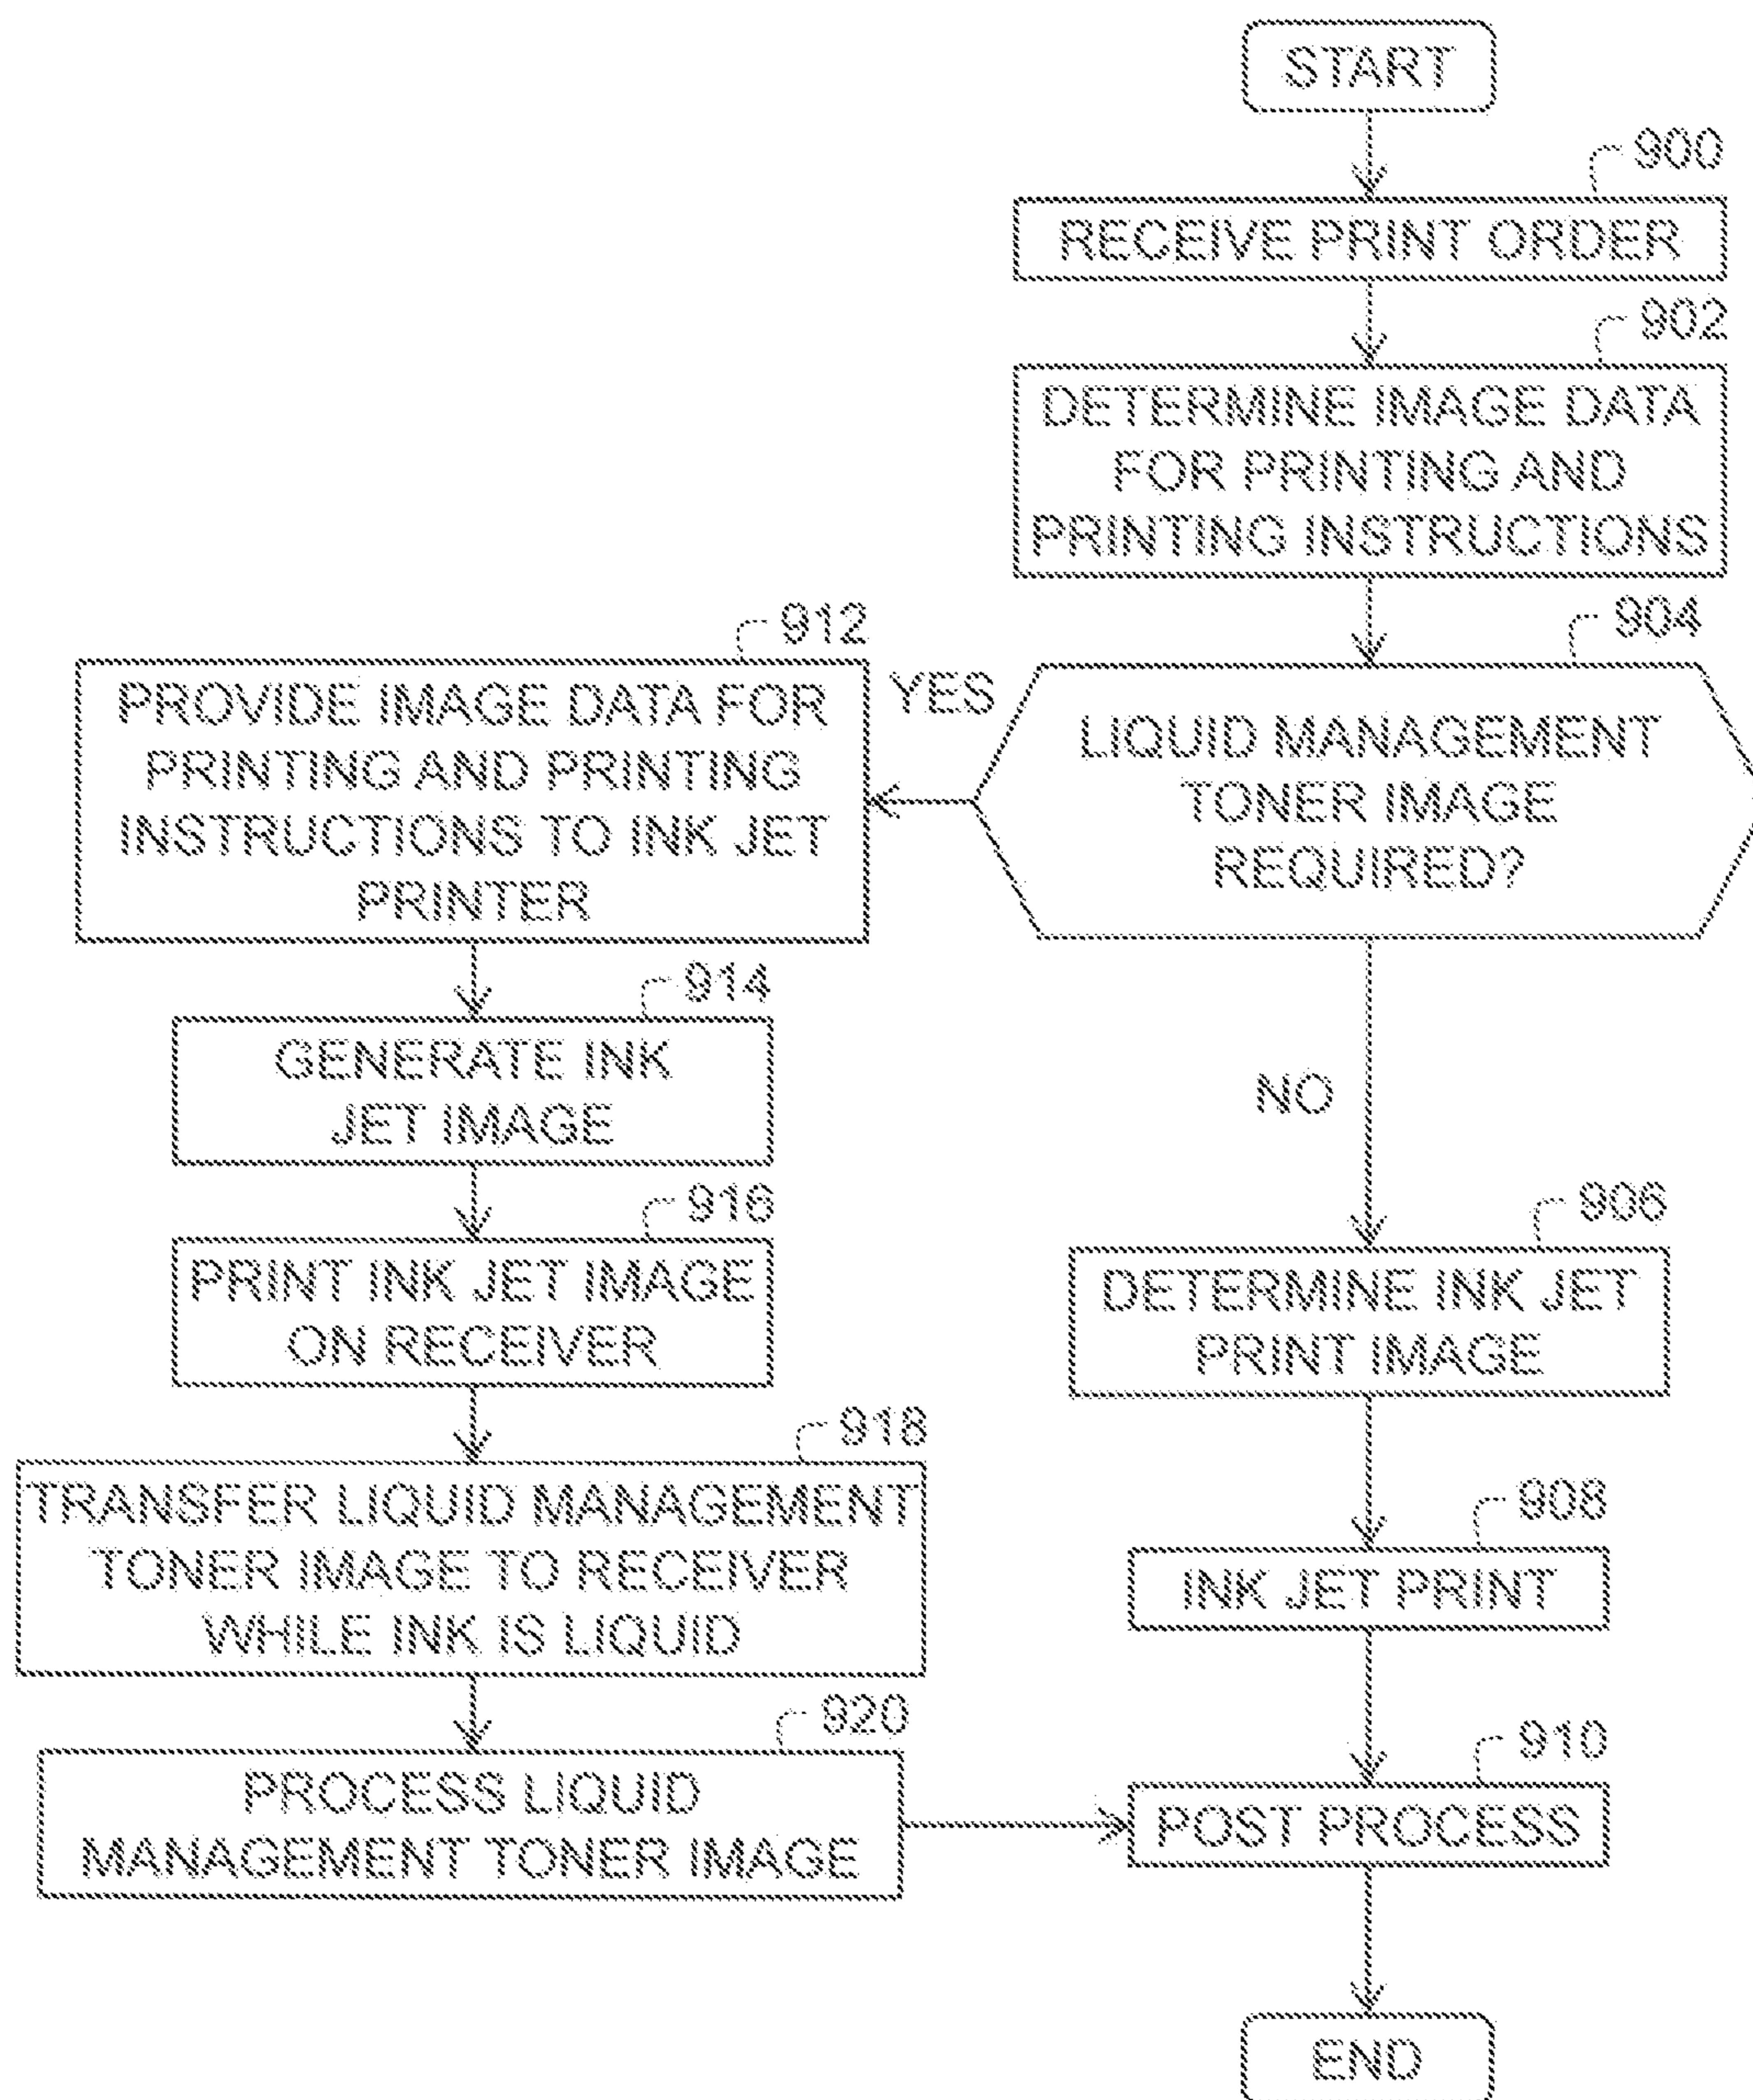 START
900
RECEIVE PRINT ORDER
902
DETERMINE IMAGE DATA
FOR PRINTING AND
PRINTING INSTRUCTIONS
904
LIQUID MANAGEMENT
TONER IMAGE
REQUIRED?
YES
912
PROVIDE IMAGE DATA FOR
PRINTING AND PRINTING
INSTRUCTIONS TO INK JET
PRINTER
914
GENERATE INK
JET IMAGE
916
PRINT INK JET IMAGE
ON RECEIVER
918
TRANSFER LIQUID MANAGEMENT
TONER IMAGE TO RECEIVER
WHILE INK IS LIQUID
920
PROCESS LIQUID
MANAGEMENT TONER IMAGE
NO
906
DETERMINE INK JET
PRINT IMAGE
908
INK JET PRINT
910
POST PROCESS
END